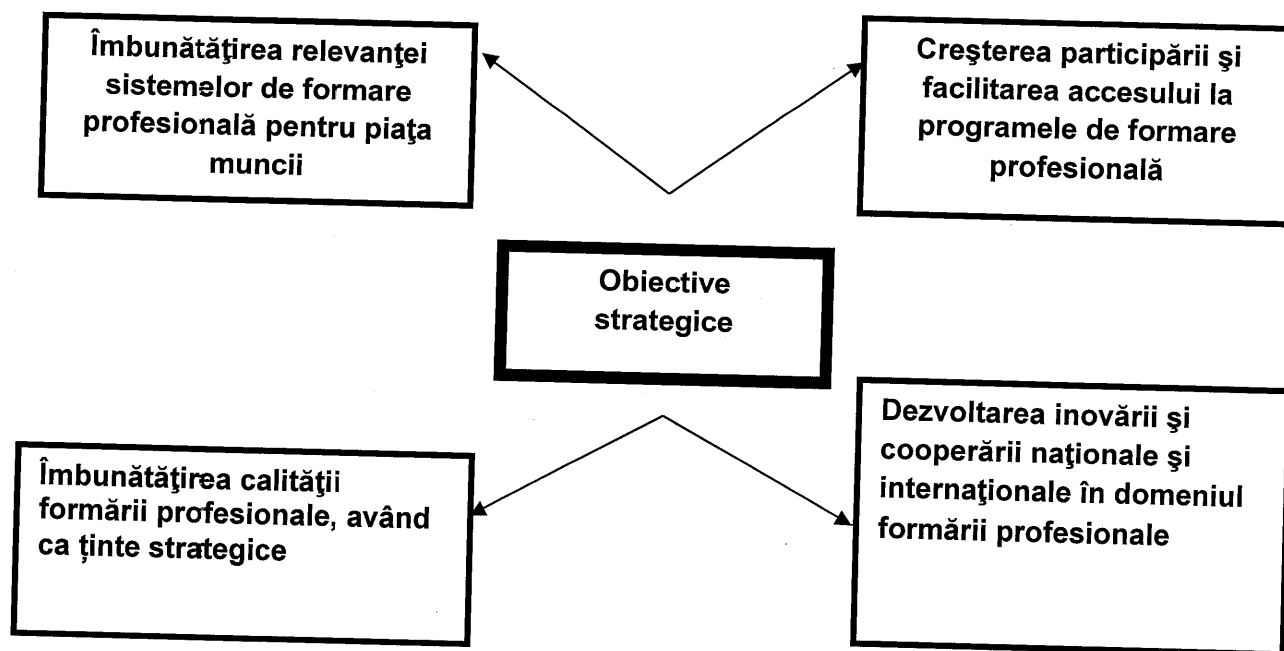 Îmbunătăţirea relevanţei
sistemelor de formare
profesională pentru piaţa
muncii
Creşterea participării şi
facilitarea accesului la
programele de formare
profesională
Obiective
strategice
Îmbunătăţirea calităţii
formării profesionale, având
ca ținte strategice
Dezvoltarea inovării şi
cooperării naţionale şi
internaţionale în domeniul
formării profesionale